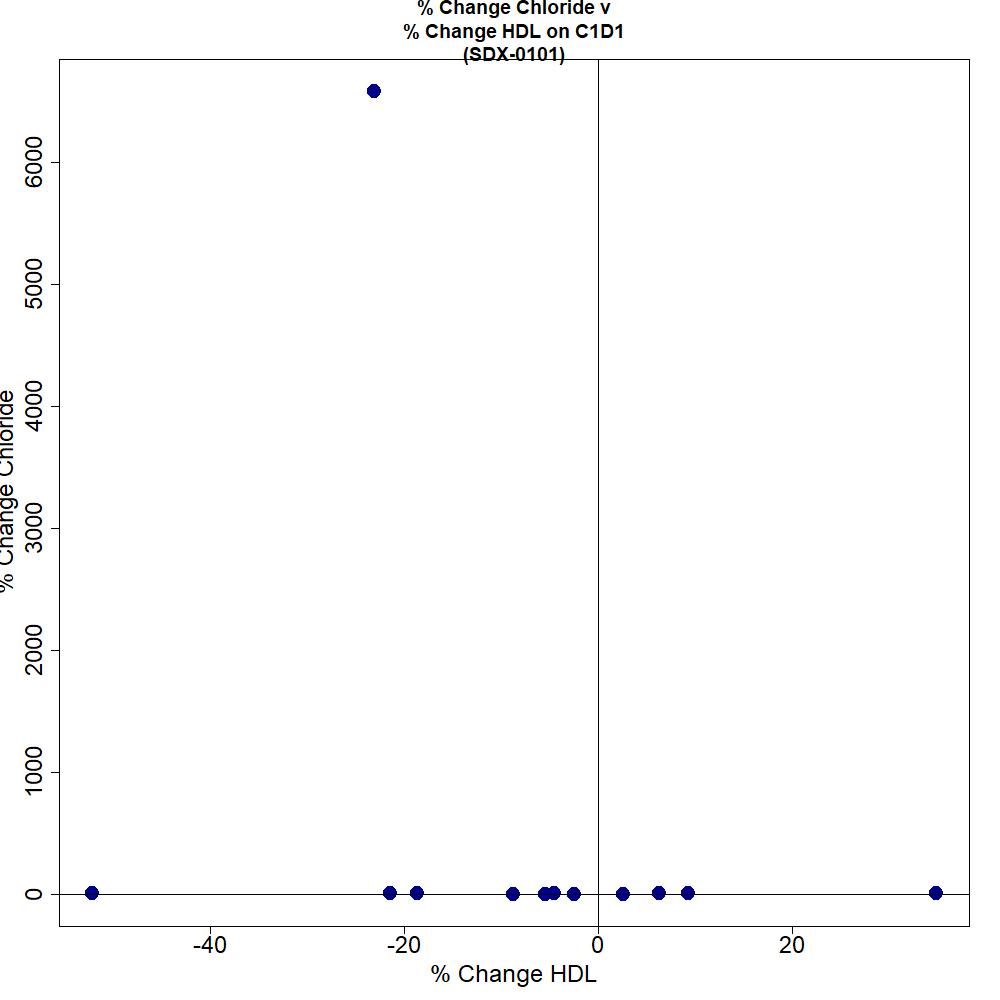 % Change Chloride v
% Change HDL on C1D1
(SDX-0101)
% Change Chloride
6000
5000
4000
3000
2000
1000
0
-40
-20
0
20
% Change HDL